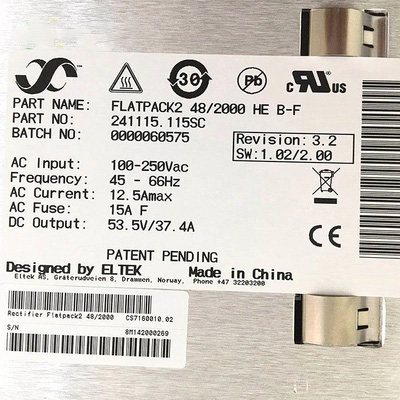 30
Pb
c UL US
PART NAME: FLATPACK2 48/2000 HE B-F
PART NO: 241115.115SC
BATCH NO: 0000060575
Revision: 3.2
SW:1.02/2.00
AC Input: 100-250Vac
Frequency: 45 - 66Hz
AC Current: 12.5Amax
AC Fuse: 15A F
DC Output: 53.5V/37.4A
CE
PATENT PENDING
Designed by ELTEK Made in China
Eltek AS, Graterudveien 8, Drammen, Norway, Phone +47 32203200
Rectifier Flatpack2 48/2000 CS7160010.02
S/N 8M142000269